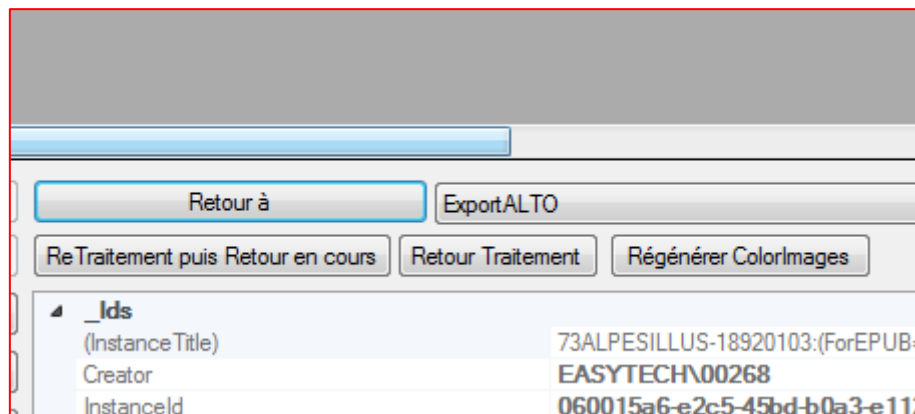 Retour à ExportALTO
ReTraitement puis Retour en cours Retour Traitement Régénérer ColorImages
_Ids
(InstanceTitle) 73ALPESILLUS-18920103:(ForEPUB=
Creator EASYTECH\00268
InstanceId 060015a6-e2c5-45bd-b0a3-e11